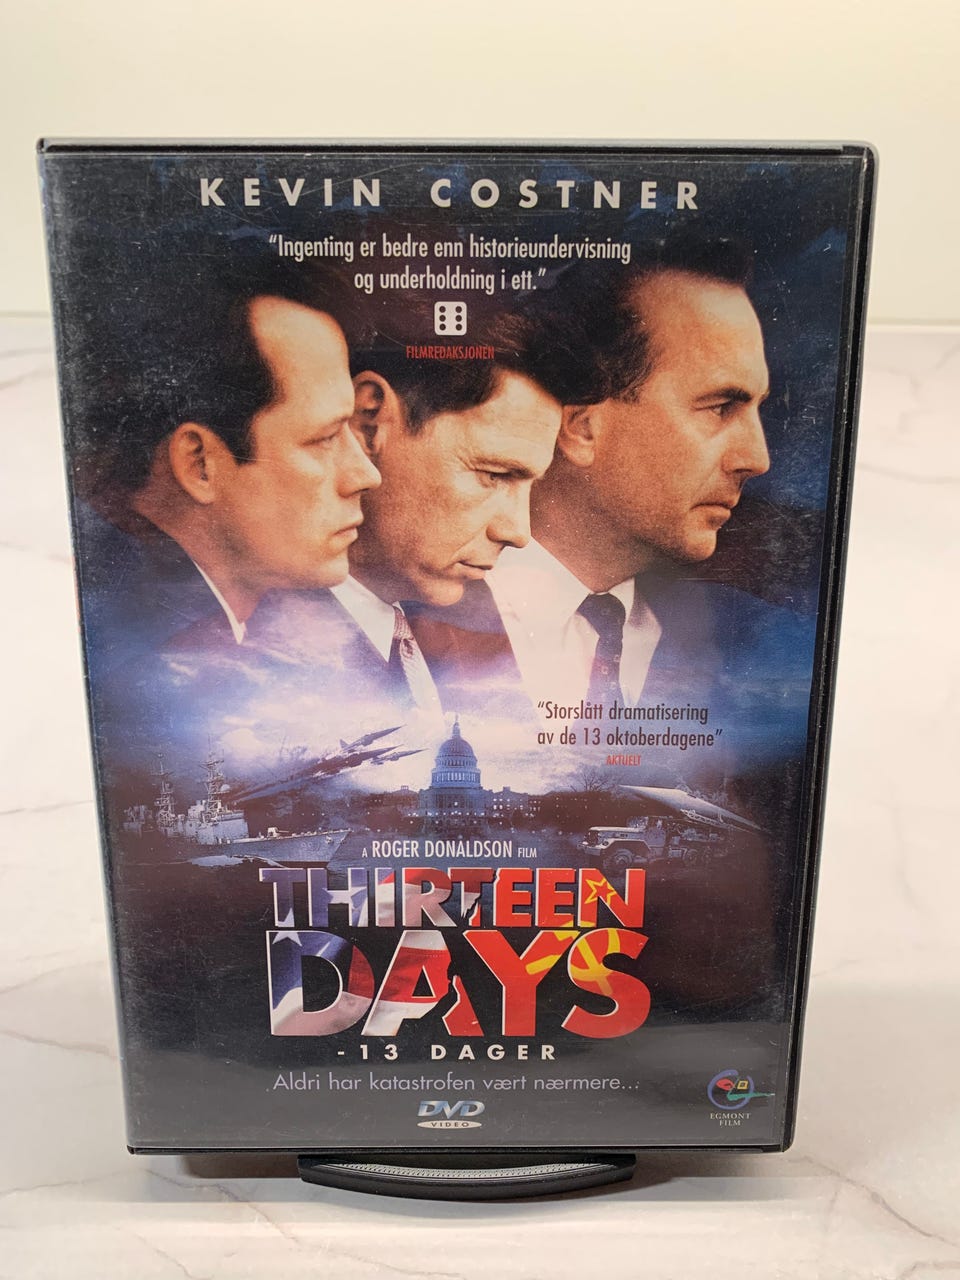 KEVIN COSTNER
“Ingenting er bedre enn historieundervisning
og underholdning i ett.”
FILMREDAKSJONEN
“Storslått dramatisering
av de 13 oktoberdagene”
AKTUELT
A ROGER DONALDSON FILM
THIRTEEN
DAYS
- 13 DAGER
Aldri har katastrofen vært nærmere...
DVD
VIDEO
EGMONT
FILM